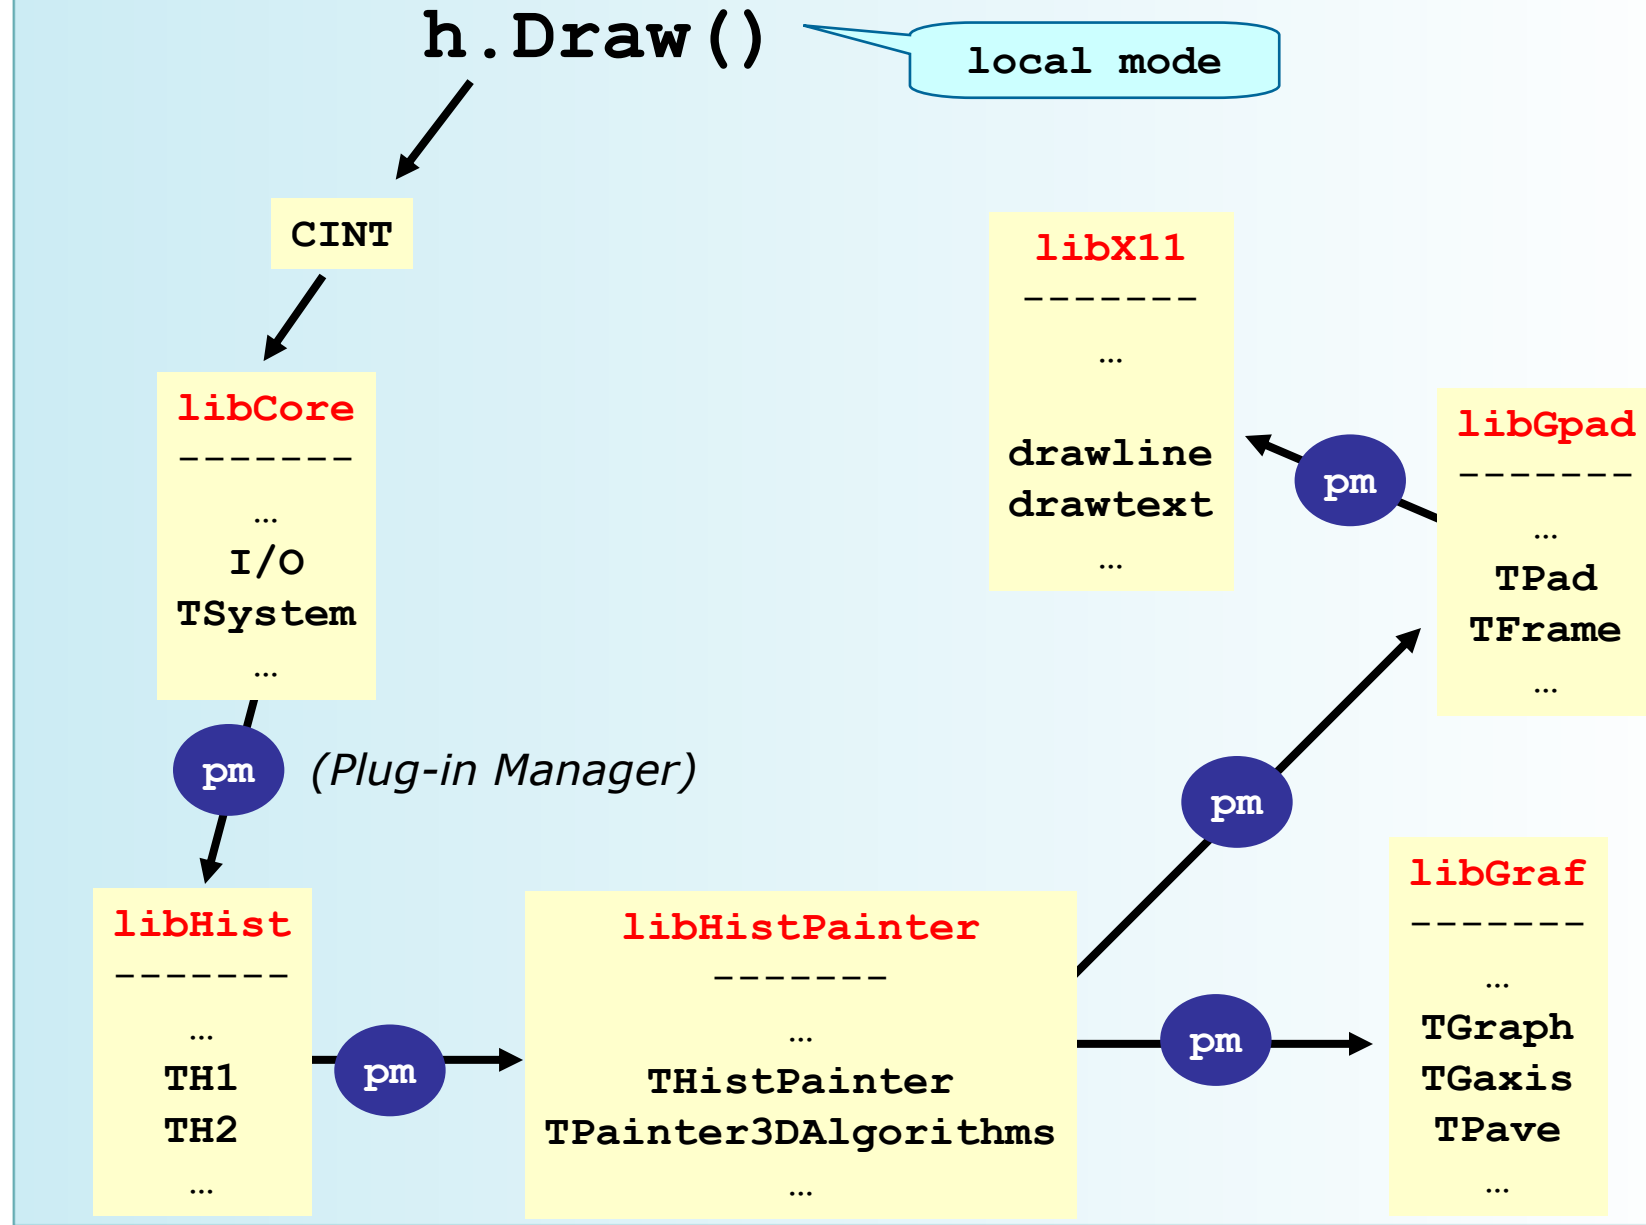 h.Draw()
local mode
CINT
libCore
-------
…
I/O
TSystem
…
pm
(Plug-in Manager)
libHist
-------
…
TH1
TH2
…
pm
libHistPainter
-------
…
THistPainter
TPainter3DAlgorithms
…
pm
pm
libX11
-------
…
drawline
drawtext
…
pm
libGpad
-------
…
TPad
TFrame
…
libGraf
-------
…
TGraph
TGaxis
TPave
…